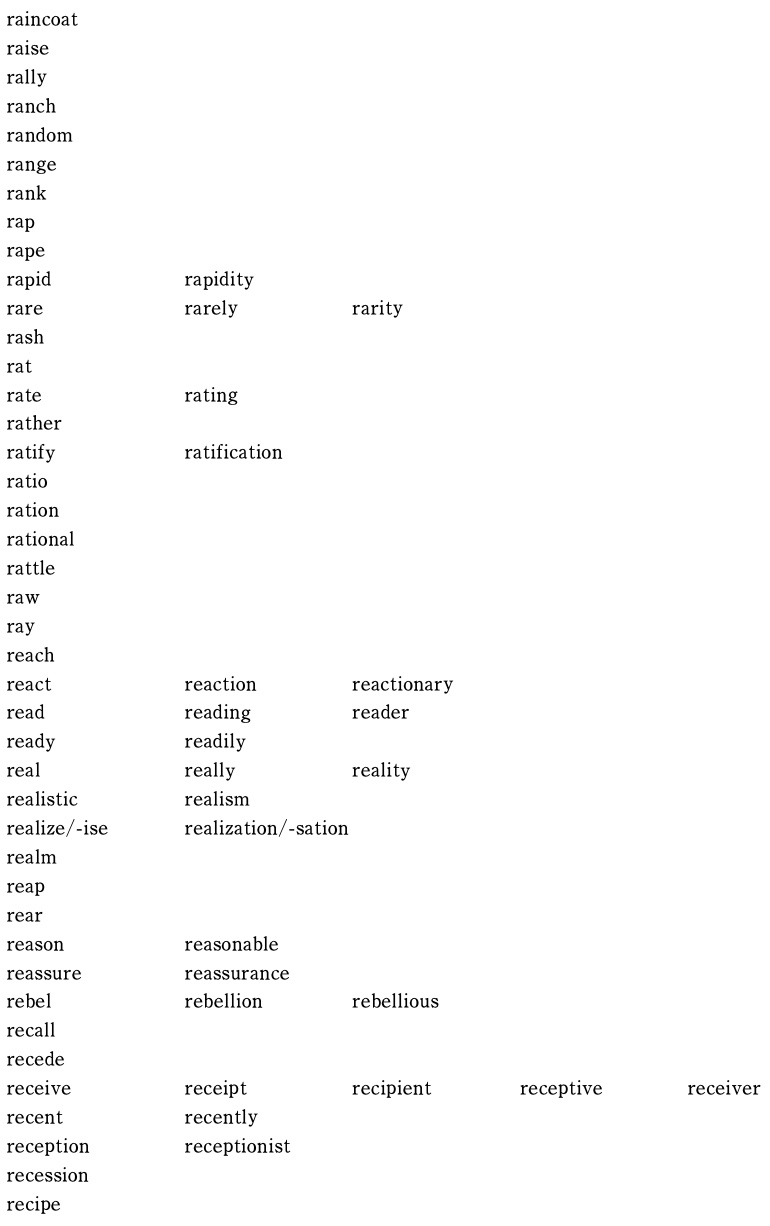 raincoat
raise
rally
ranch
random
range
rank
rap
rape
rapid rapidity
rare rarely rarity
rash
rat
rate rating
rather
ratify ratification
ratio
ration
rational
rattle
raw
ray
reach
react reaction reactionary
read reading reader
ready readily
real really reality
realistic realism
realize/-ise realization/-sation
realm
reap
rear
reason reasonable
reassure reassurance
rebel rebellion rebellious
recall
recede
receive receipt recipient receptive receiver
recent recently
reception receptionist
recession
recipe